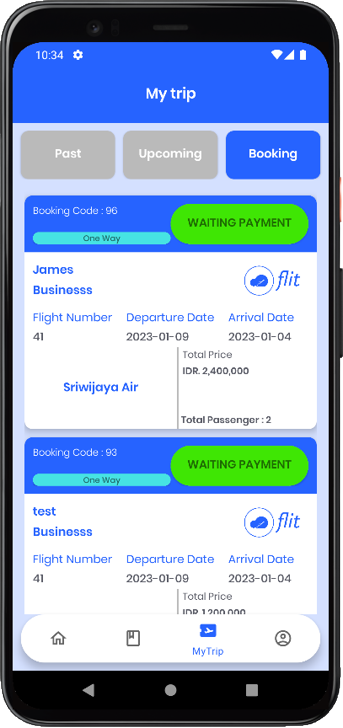 10:34
My trip
Past
Upcoming
Booking
Booking Code : 96
WAITING PAYMENT
One Way
James
Businesss
flit
Flight Number
Departure Date
Arrival Date
41
2023-01-09
2023-01-04
Total Price
IDR. 2,400,000
Sriwijaya Air
Total Passenger : 2
Booking Code : 93
WAITING PAYMENT
One Way
test
Businesss
flit
Flight Number
Departure Date
Arrival Date
41
2023-01-09
2023-01-04
Total Price
IDR. 1,200,000
MyTrip